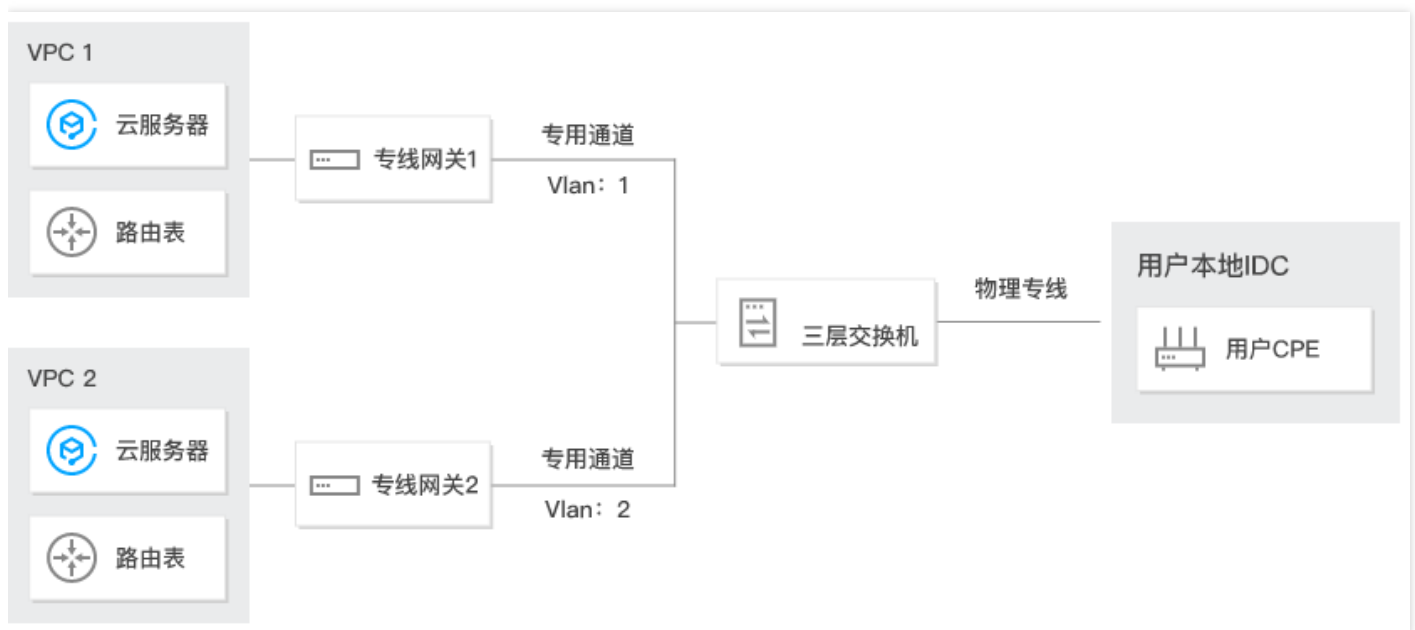 VPC 1
云服务器
路由表
专线网关1
专用通道
Vlan：1
VPC 2
云服务器
路由表
专线网关2
专用通道
Vlan：2
三层交换机
物理专线
用户本地IDC
用户CPE